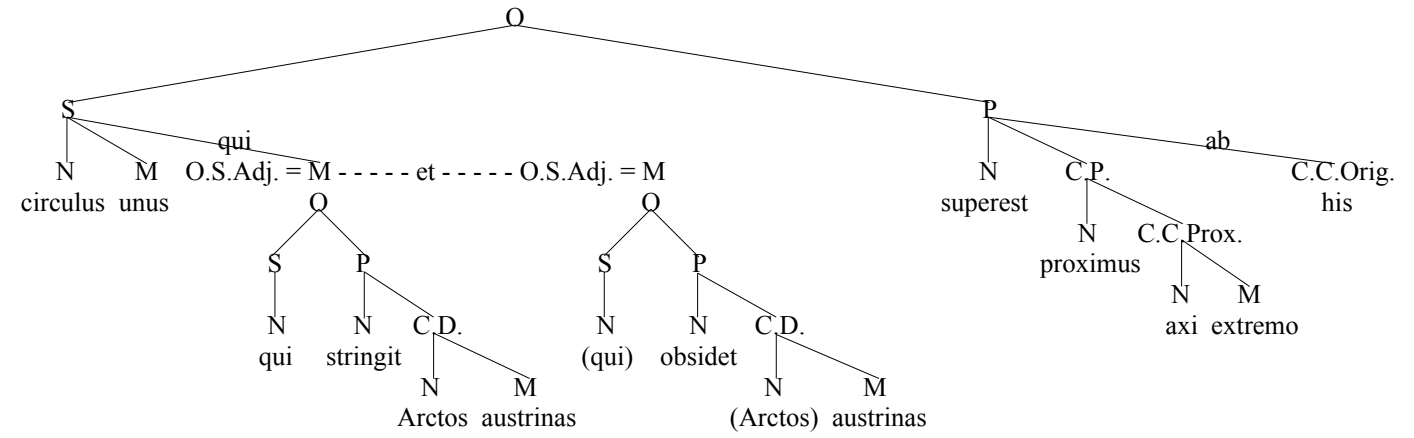 O
S P
qui ab
N M O.S.Adj. = M - - - - - et - - - - - O.S.Adj. = M N C.P. C.C.Orig.
circulus unus superest his
O O
N C.C.Prox.
proximus
S P S P
N M
axi extremo
N N C.D. N N C.D.
qui stringit (qui) obsidet
N M N M
Arctos austrinas (Arctos) austrinas